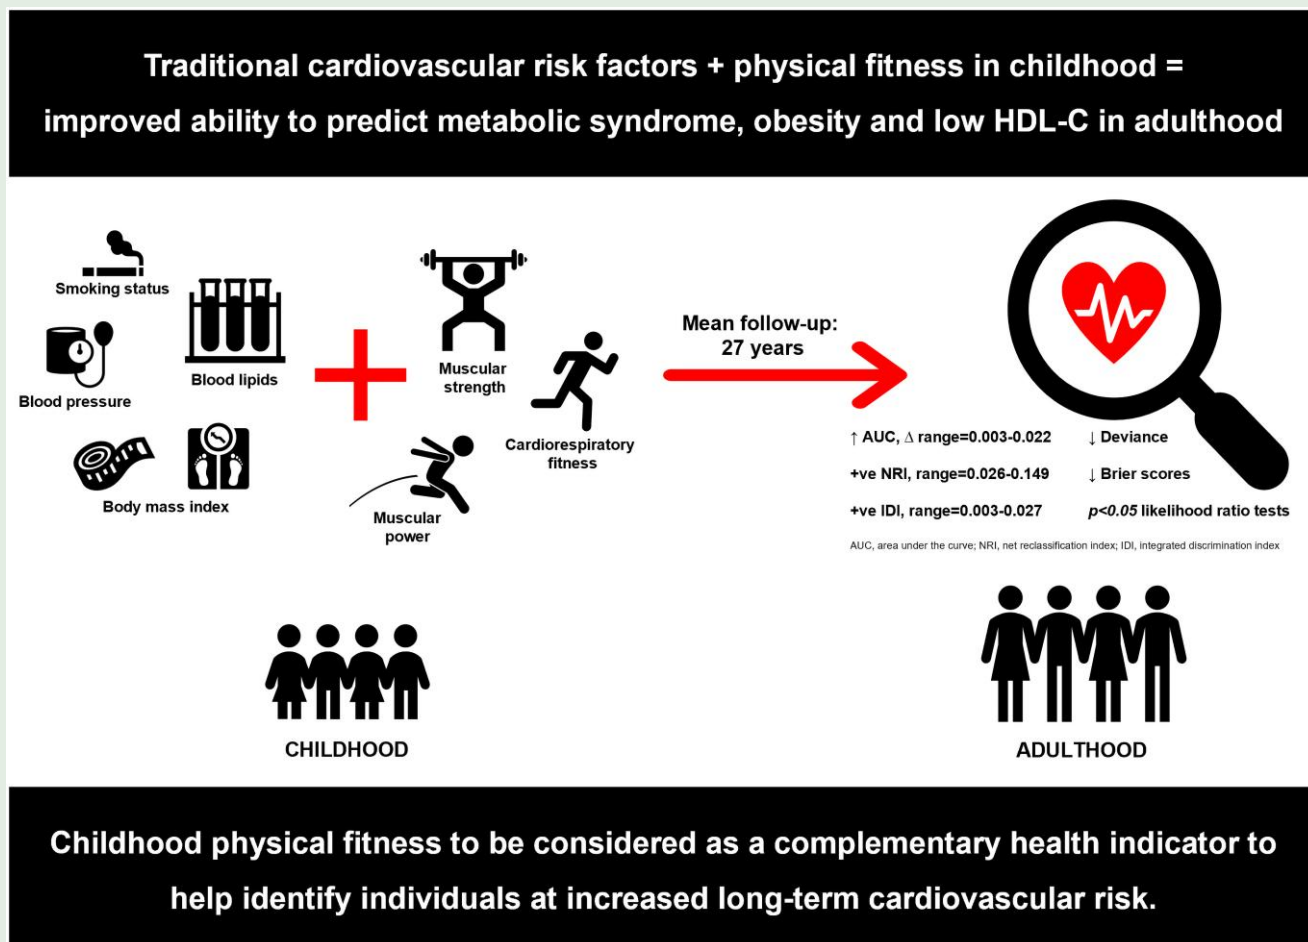 Traditional cardiovascular risk factors + physical fitness in childhood =
improved ability to predict metabolic syndrome, obesity and low HDL-C in adulthood
Smoking status
Blood lipids
Blood pressure
Body mass index
Muscular
strength
Cardiorespiratory
fitness
Muscular
power
Mean follow-up:
27 years
↑ AUC, Δ range=0.003-0.022
↓ Deviance
+ve NRI, range=0.026-0.149
↓ Brier scores
+ve IDI, range=0.003-0.027
p<0.05 likelihood ratio tests
AUC, area under the curve; NRI, net reclassification index; IDI, integrated discrimination index
CHILDHOOD
ADULTHOOD
Childhood physical fitness to be considered as a complementary health indicator to
help identify individuals at increased long-term cardiovascular risk.